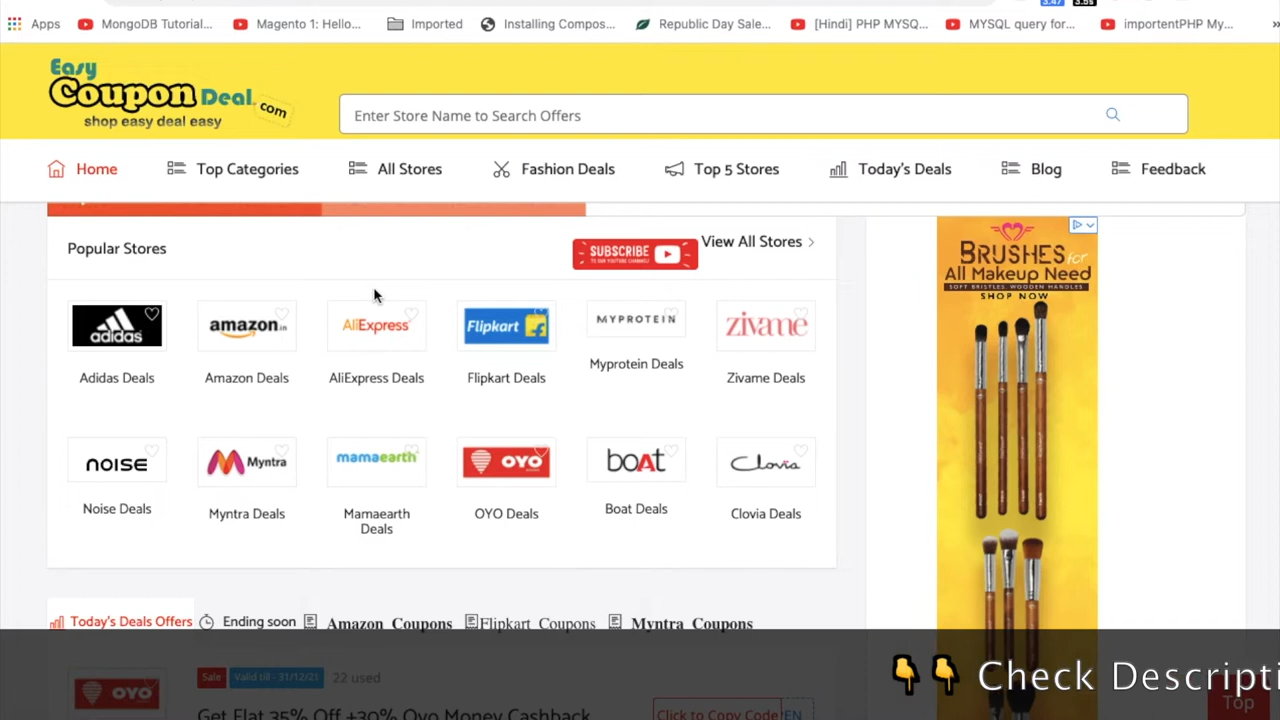 Apps
MongoDB Tutorial...
Magento 1: Hello...
Imported
Installing Compos...
Republic Day Sale...
[Hindi] PHP MYSQ...
MYSQL query for...
importentPHP My...
»
Easy
Coupon Deal.com
shop easy deal easy
Enter Store Name to Search Offers
Home
Top Categories
All Stores
Fashion Deals
Top 5 Stores
Today's Deals
Blog
Feedback
Popular Stores
SUBSCRIBE
TO OUR YOUTUBE CHANNEL
View All Stores
adidas
amazon.in
AliExpress
Flipkart
MYPROTEIN
zivame
Adidas Deals
Amazon Deals
AliExpress Deals
Flipkart Deals
Myprotein Deals
Zivame Deals
noise
Myntra
mamaearth
OYO
boAt
Clovia
Noise Deals
Myntra Deals
Mamaearth
Deals
OYO Deals
Boat Deals
Clovia Deals
BRUSHES for
All Makeup Need
SOFT BRISTLES, WOODEN HANDLES
SHOP NOW
Today's Deals Offers
Ending soon
Amazon Coupons
Flipkart Coupons
Myntra Coupons
OYO
Sale
Valid till - 31/12/21
22 used
Get Flat 35% Off +30% Oyo Money Cashback
Click to Copy Code
EN
👇👇 Check Descripti
Top